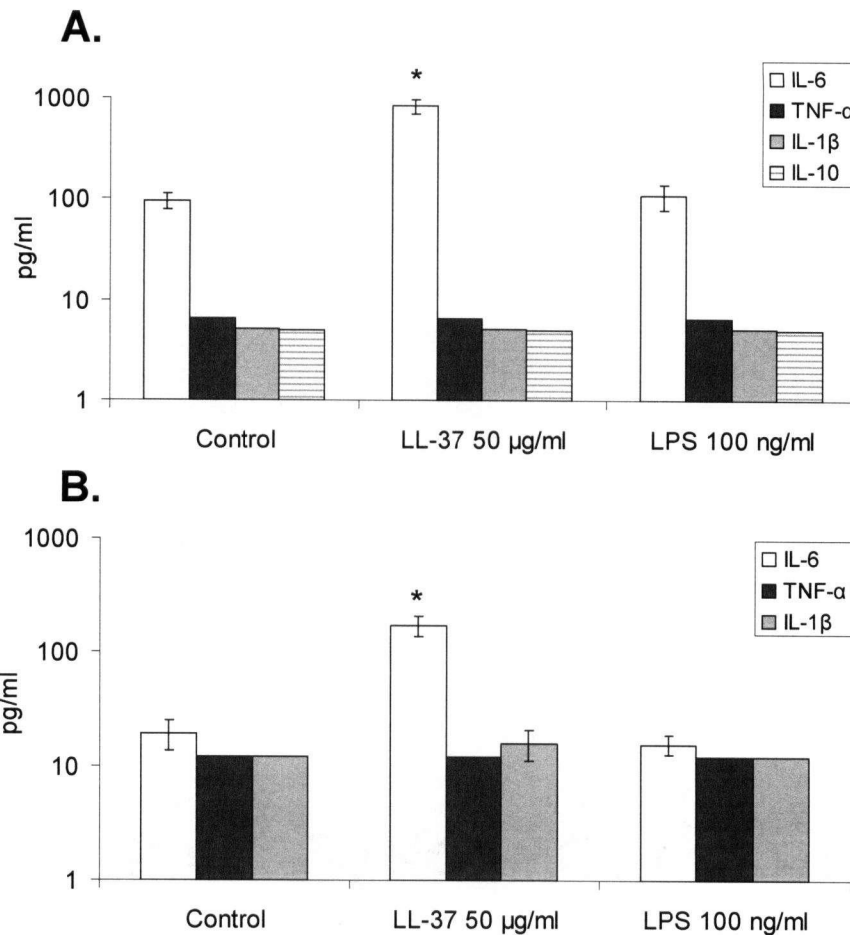 A.
*
IL-6
TNF-α
IL-1β
IL-10
1000
100
10
1
pg/ml
Control LL-37 50 µg/ml LPS 100 ng/ml
B.
*
IL-6
TNF-α
IL-1β
1000
100
10
1
pg/ml
Control LL-37 50 µg/ml LPS 100 ng/ml